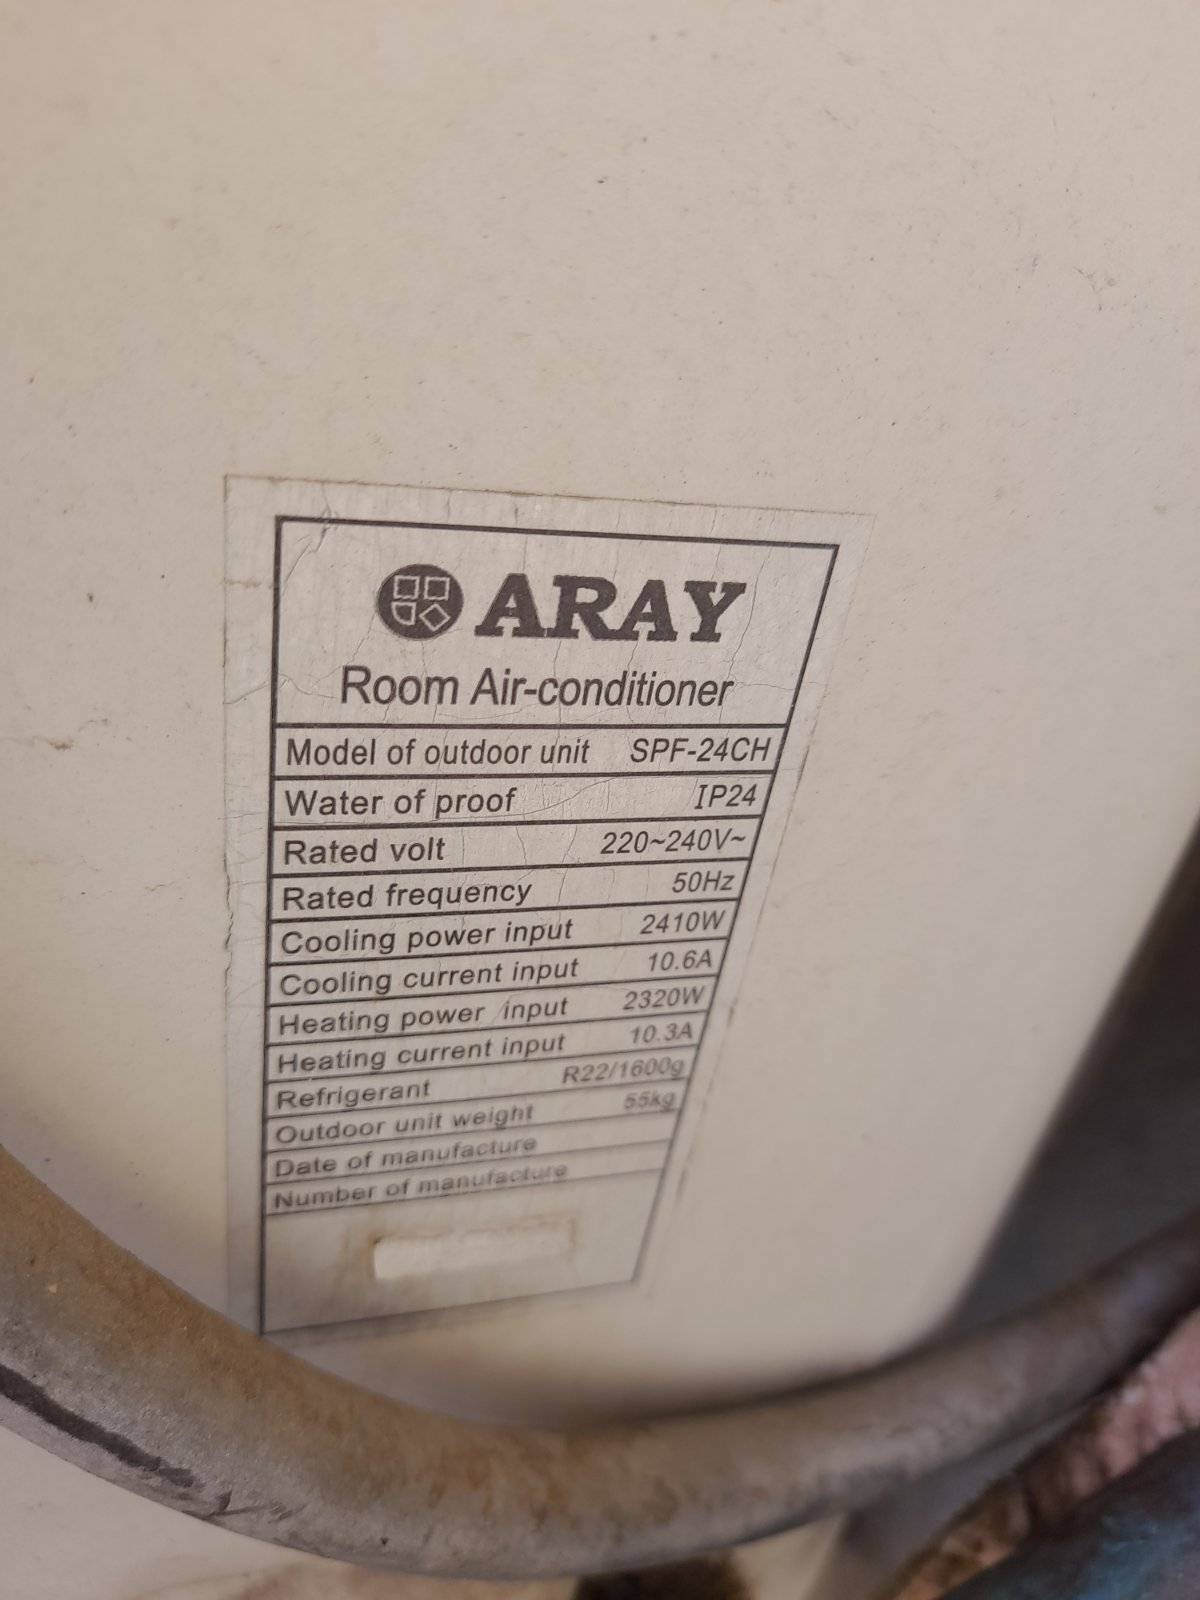 ARAY
Room Air-conditioner
Model of outdoor unit SPF-24CH
Water of proof IP24
Rated volt 220~240V~
Rated frequency 50Hz
Cooling power input 2410W
Cooling current input 10.6A
Heating power input 2320W
Heating current input 10.3A
Refrigerant R22/1600g
Outdoor unit weight 55kg
Date of manufacture
Number of manufacture